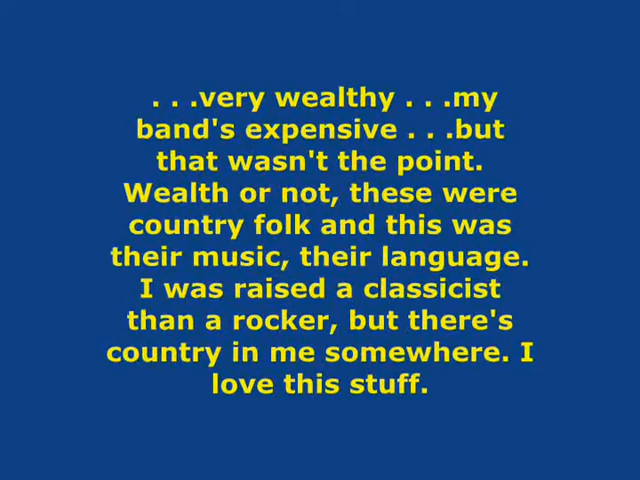 . . .very wealthy . . .my
band's expensive . . .but
that wasn't the point.
Wealth or not, these were
country folk and this was
their music, their language.
I was raised a classicist
than a rocker, but there's
country in me somewhere. I
love this stuff.